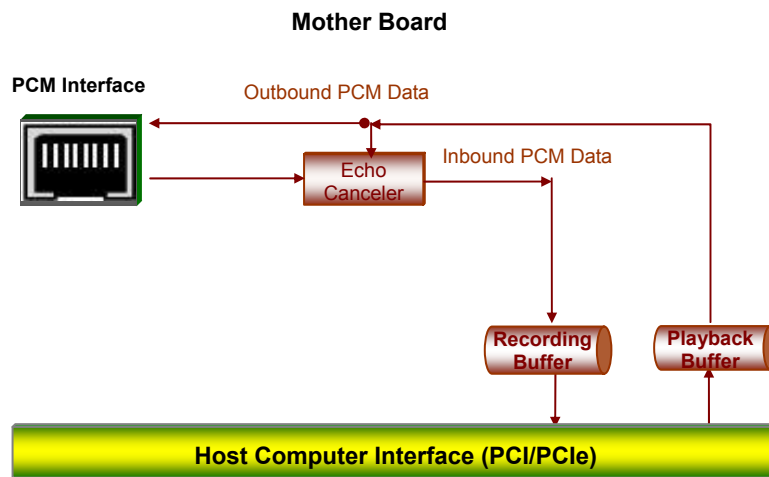 Mother Board
PCM Interface
Outbound PCM Data
Inbound PCM Data
Echo
Canceler
Recording
Buffer
Playback
Buffer
Host Computer Interface (PCI/PCIe)